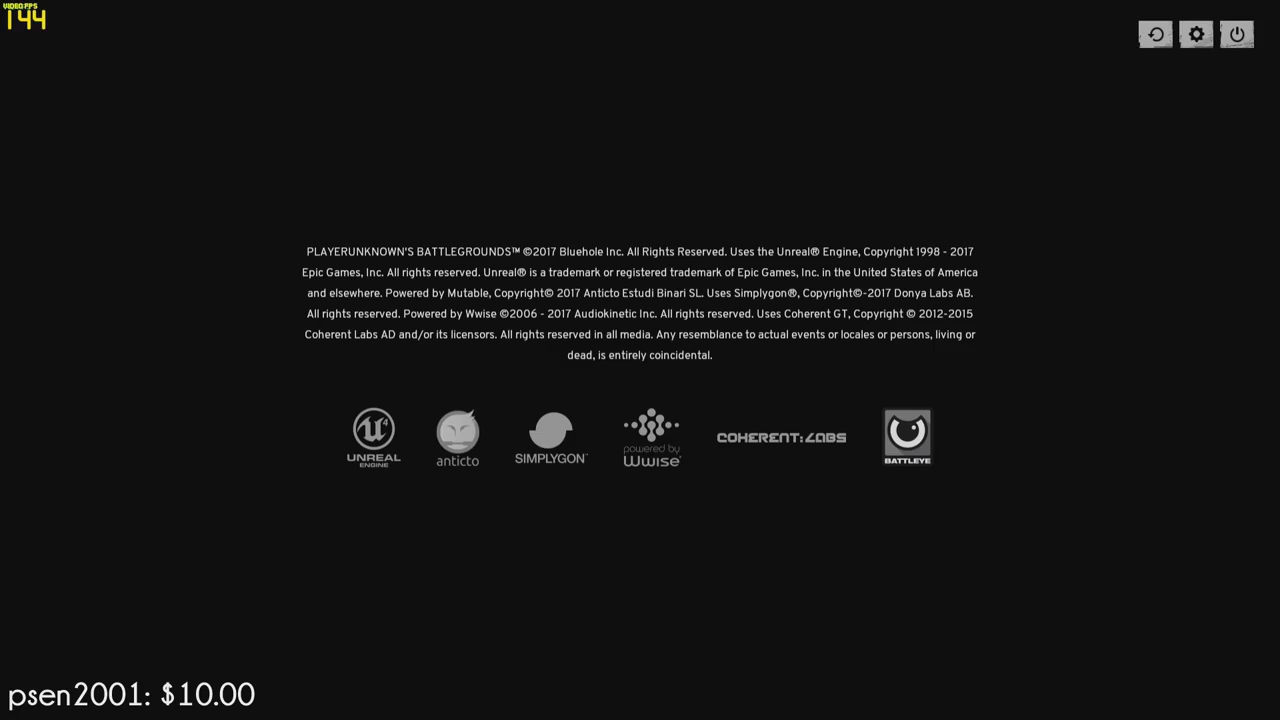 VIDEO FPS
144
PLAYERUNKNOWN'S BATTLEGROUNDS™ ©2017 Bluehole Inc. All Rights Reserved. Uses the Unreal® Engine, Copyright 1998 - 2017
Epic Games, Inc. All rights reserved. Unreal® is a trademark or registered trademark of Epic Games, Inc. in the United States of America
and elsewhere. Powered by Mutable, Copyright© 2017 Anticto Estudi Binari SL. Uses Simplygon®, Copyright©-2017 Donya Labs AB.
All rights reserved. Powered by Wwise ©2006 - 2017 Audiokinetic Inc. All rights reserved. Uses Coherent GT, Copyright © 2012-2015
Coherent Labs AD and/or its licensors. All rights reserved in all media. Any resemblance to actual events or locales or persons, living or
dead, is entirely coincidental.
UNREAL
ENGINE
anticto
SIMPLYGON™
powered by
Wwise®
COHERENT:LABS
BATTLEYE
psen2001: $10.00